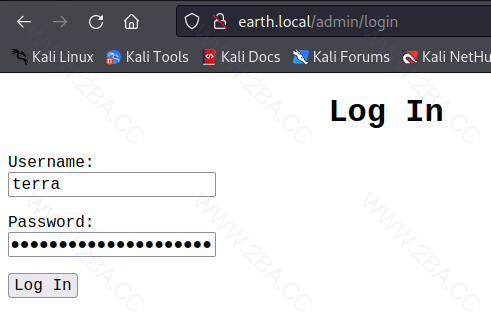 earth.local/admin/login
Kali Linux Kali Tools Kali Docs Kali Forums Kali NetHu
Log In
Username:
terra
Password:
••••••••••••••••••••••
Log In
WWW.2BA.CC
WWW.2BA.CC
WWW.2BA.CC
WWW.2BA.CC
WWW.2BA.CC
WWW.2BA.CC